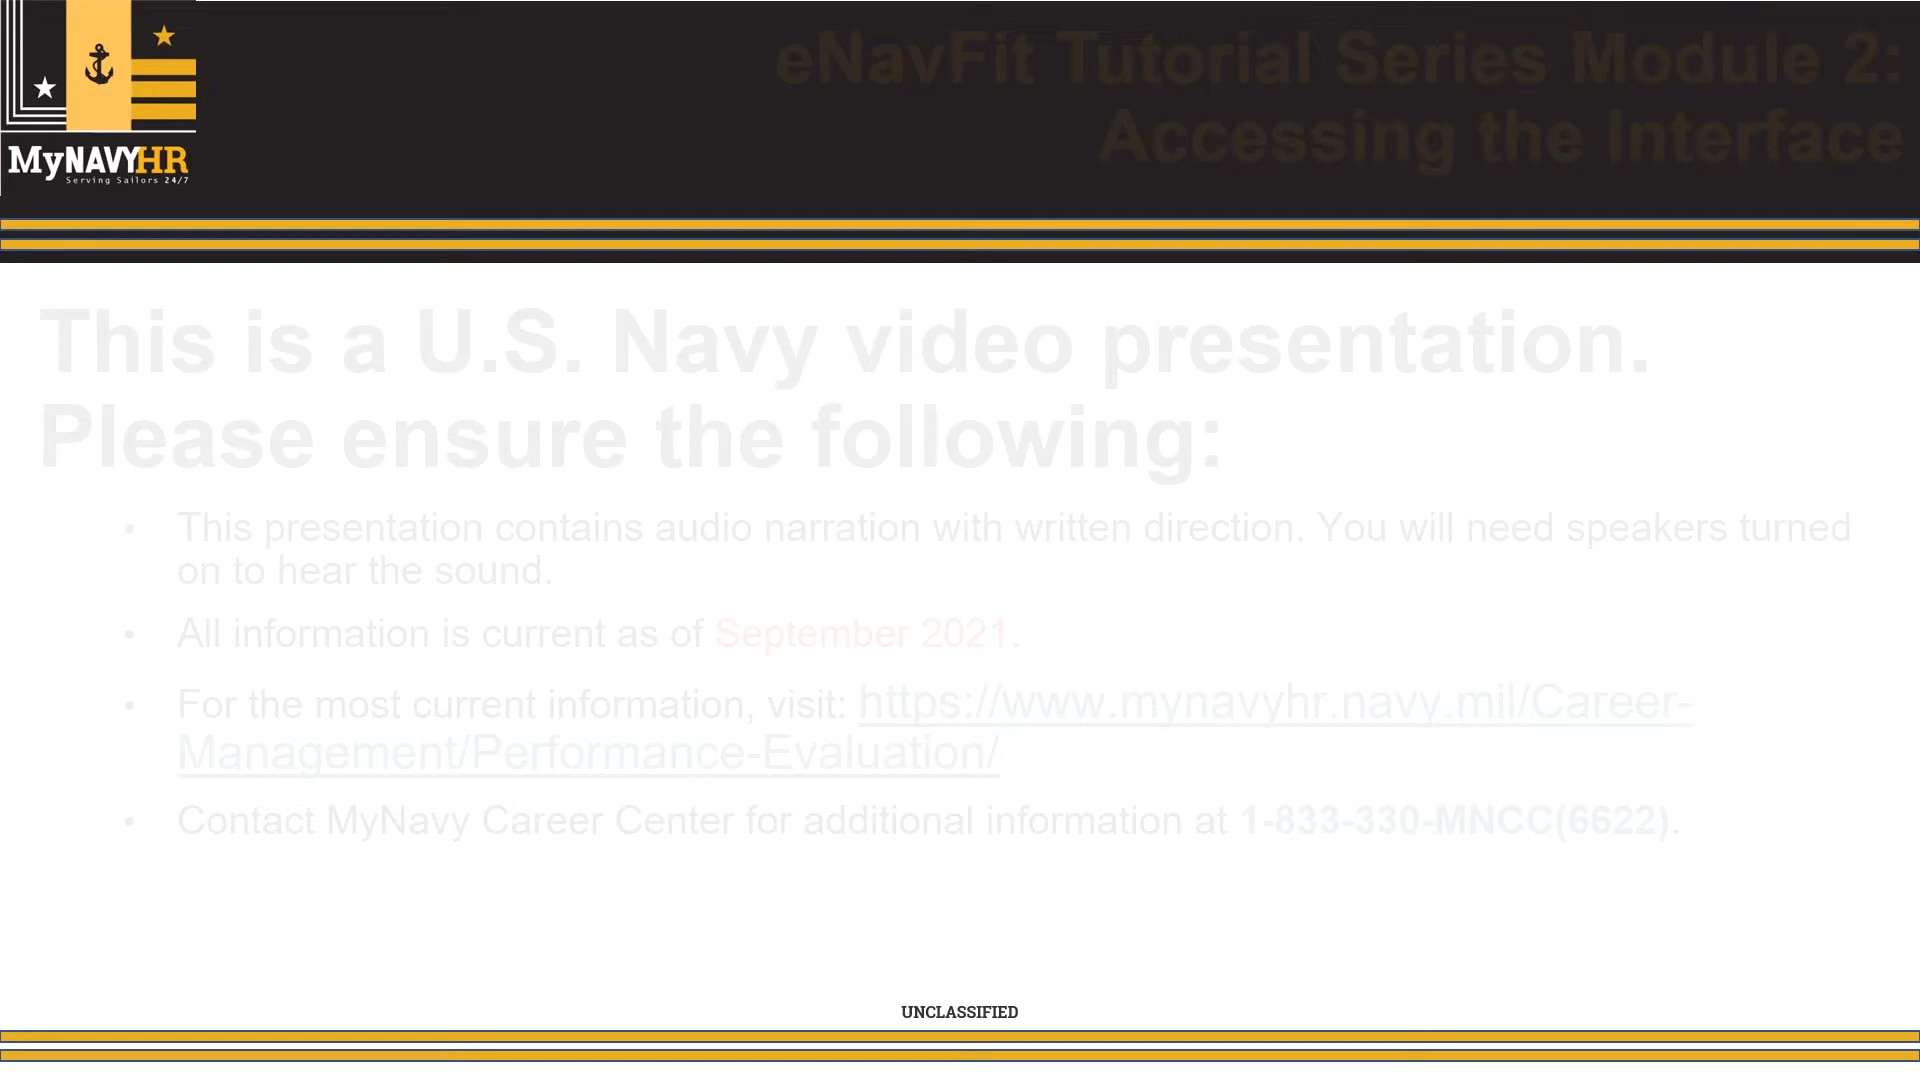 MyNAVYHR
Serving Sailors 24/7
eNavFit Tutorial Series Module 2:
Accessing the Interface
This is a U.S. Navy video presentation.
Please ensure the following:
• This presentation contains audio narration with written direction. You will need speakers turned
on to hear the sound.
• All information is current as of September 2021.
• For the most current information, visit: https://www.mynavyhr.navy.mil/Career-
Management/Performance-Evaluation/
• Contact MyNavy Career Center for additional information at 1-833-330-MNCC(6622).
UNCLASSIFIED